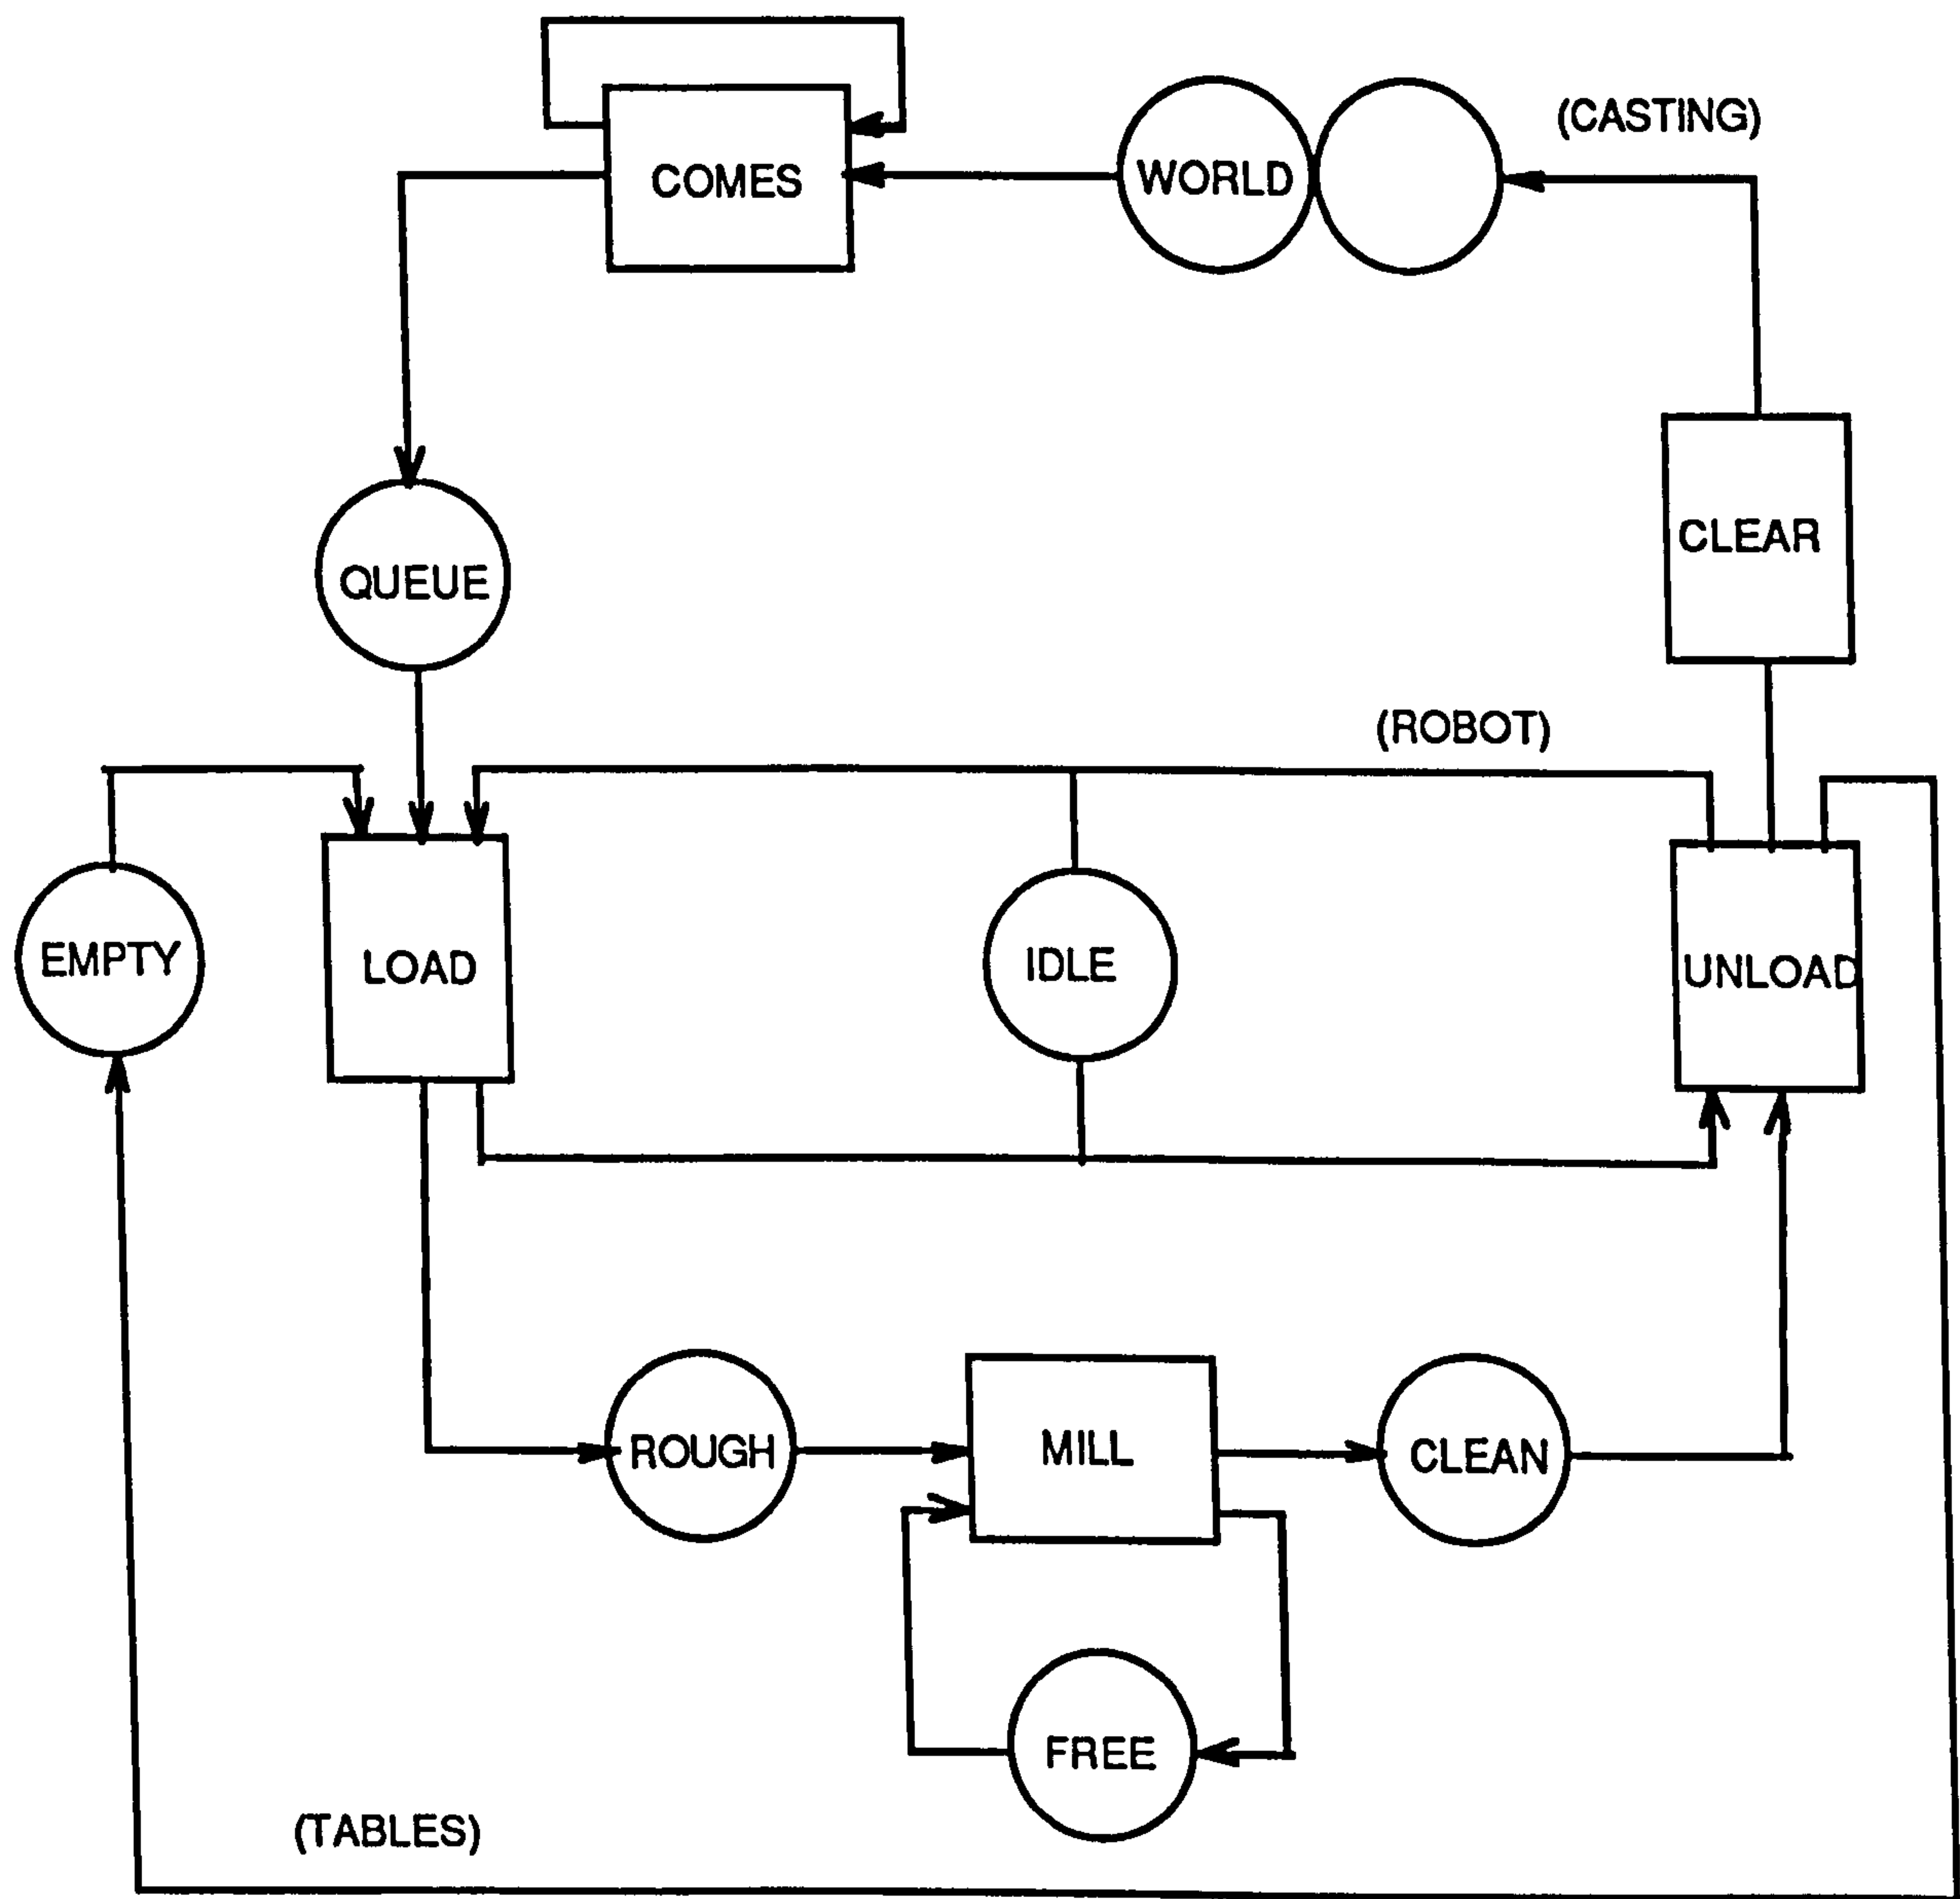 (CASTING)
COMES
WORLD
CLEAR
QUEUE
(ROBOT)
EMPTY
LOAD
IDLE
UNLOAD
ROUGH
MILL
CLEAN
FREE
(TABLES)